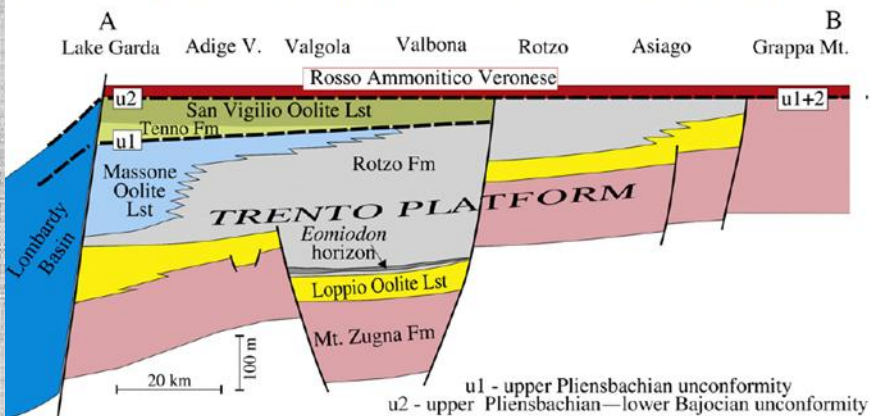 A B
Lake Garda Adige V. Valgola Valbona Rotzo Asiago Grappa Mt.
Rosso Ammonitico Veronese
u2 San Vigilio Oolite Lst u1+2
Tenno Fm
u1
Massone
Oolite
Lst
Rotzo Fm
TRENTO PLATFORM
Lombardy
Basin
Eomiodon
horizon
Loppio Oolite Lst
Mt. Zugna Fm
100 m
20 km
u1 - upper Pliensbachian unconformity
u2 - upper Pliensbachian—lower Bajocian unconformity